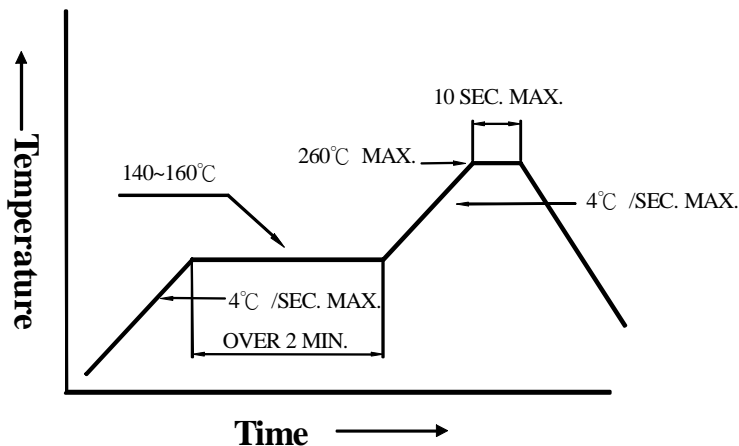 10 SEC. MAX.
260℃ MAX.
140~160℃
4℃ /SEC. MAX.
4℃ /SEC. MAX.
OVER 2 MIN.
Temperature
Time